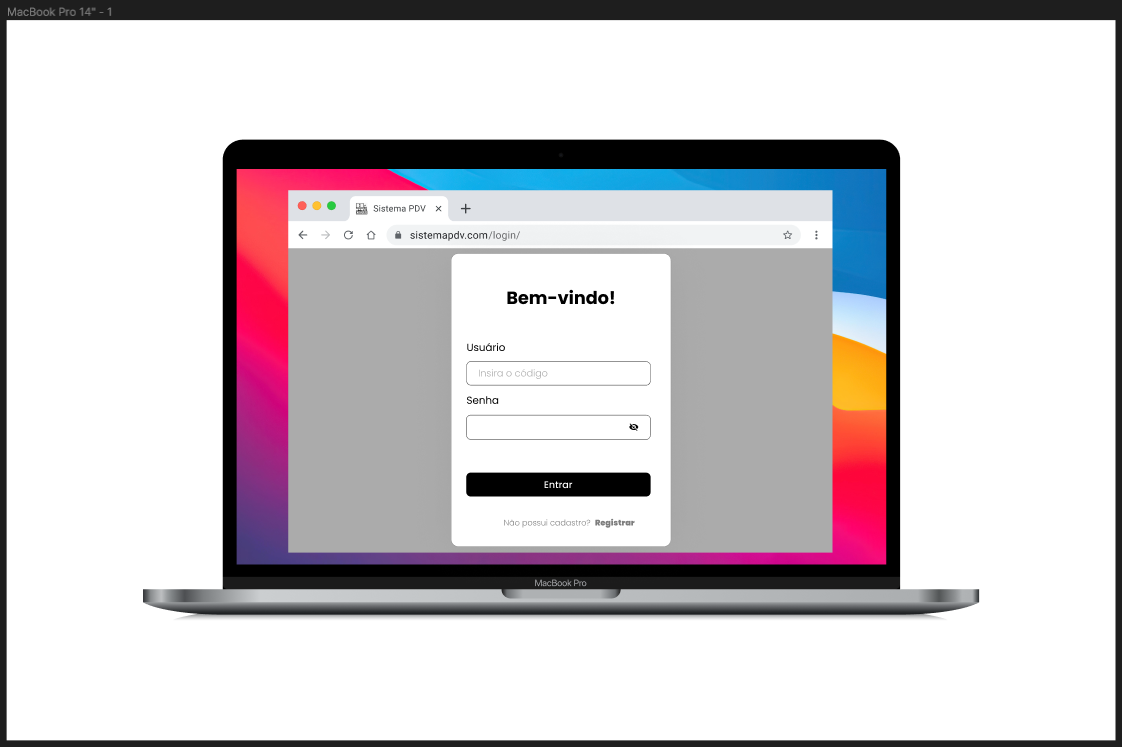 MacBook Pro 14" - 1
Sistema PDV
sistemapdv.com/login/
Bem-vindo!
Usuário
Insira o código
Senha
Entrar
Não possui cadastro? Registrar
MacBook Pro